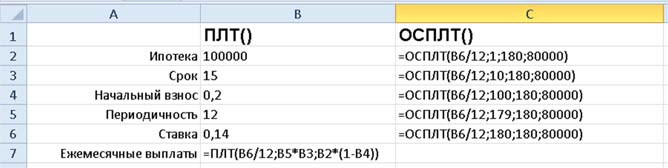 A B C
1 ПЛТ() ОСПЛТ()
2 Ипотека 100000 =ОСПЛТ(B6/12;1;180;80000)
3 Срок 15 =ОСПЛТ(B6/12;10;180;80000)
4 Начальный взнос 0,2 =ОСПЛТ(B6/12;100;180;80000)
5 Периодичность 12 =ОСПЛТ(B6/12;179;180;80000)
6 Ставка 0,14 =ОСПЛТ(B6/12;180;180;80000)
7 Ежемесячные выплаты =ПЛТ(B6/12;B5*B3;B2*(1-B4))